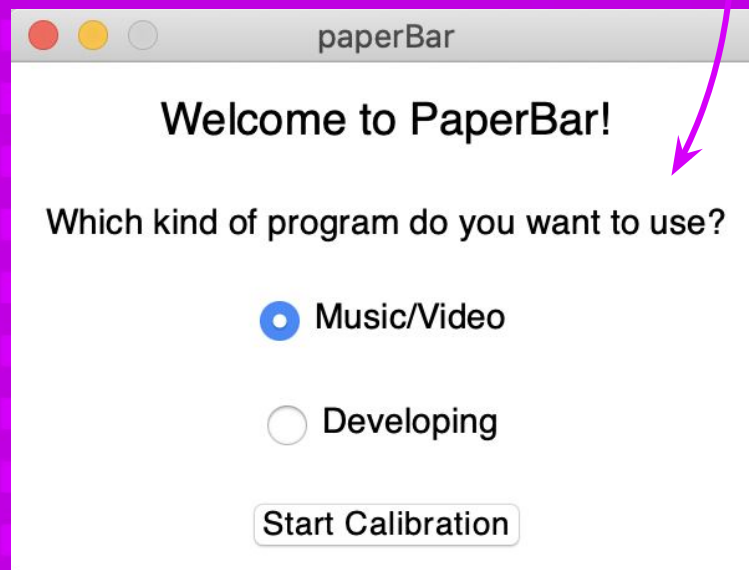 paperBar
Welcome to PaperBar!
Which kind of program do you want to use?
Music/Video
Developing
Start Calibration